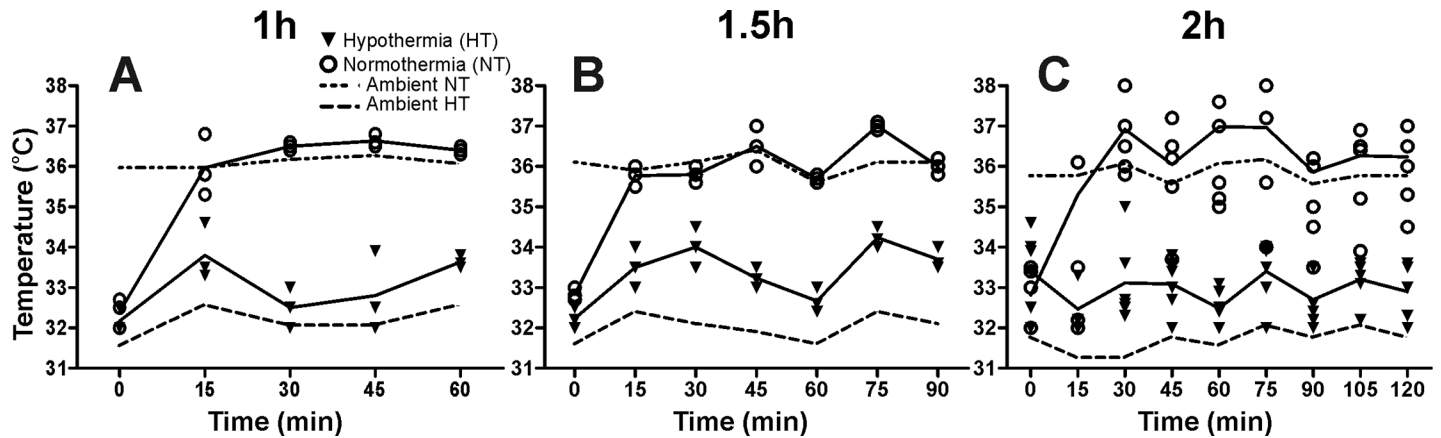 1h
1.5h
2h
Hypothermia (HT)
Normothermia (NT)
Ambient NT
Ambient HT
A
B
C
Temperature (°C)
38
37
36
35
34
33
32
31
0 15 30 45 60
Time (min)
38
37
36
35
34
33
32
31
0 15 30 45 60 75 90
Time (min)
38
37
36
35
34
33
32
31
0 15 30 45 60 75 90 105 120
Time (min)